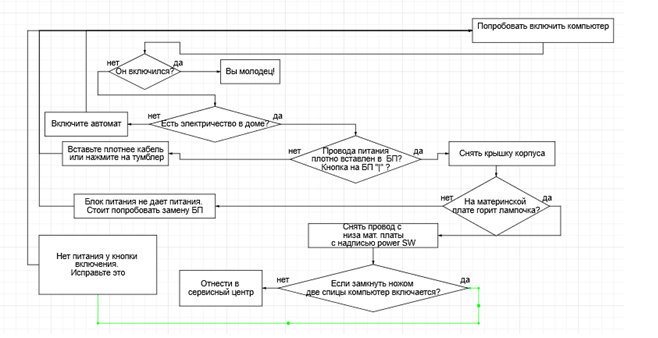 Попробовать включить компьютер
нет
да
Он включился?
Вы молодец!
нет
да
Включите автомат
Есть электричество в доме?
Вставьте плотнее кабель
или нажмите на тумблер
нет
да
Провода питания
плотно вставлен в БП?
Кнопка на БП "|" ?
Снять крышку корпуса
нет
да
На материнской
плате горит лампочка?
Блок питания не дает питания.
Стоит попробовать замену БП
Снять провод с
низа мат. платы
с надписью power SW
Нет питания у кнопки
включения.
Исправьте это
Отнести в
сервисный центр
нет
да
Если замкнуть ножом
две спицы компьютер включается?